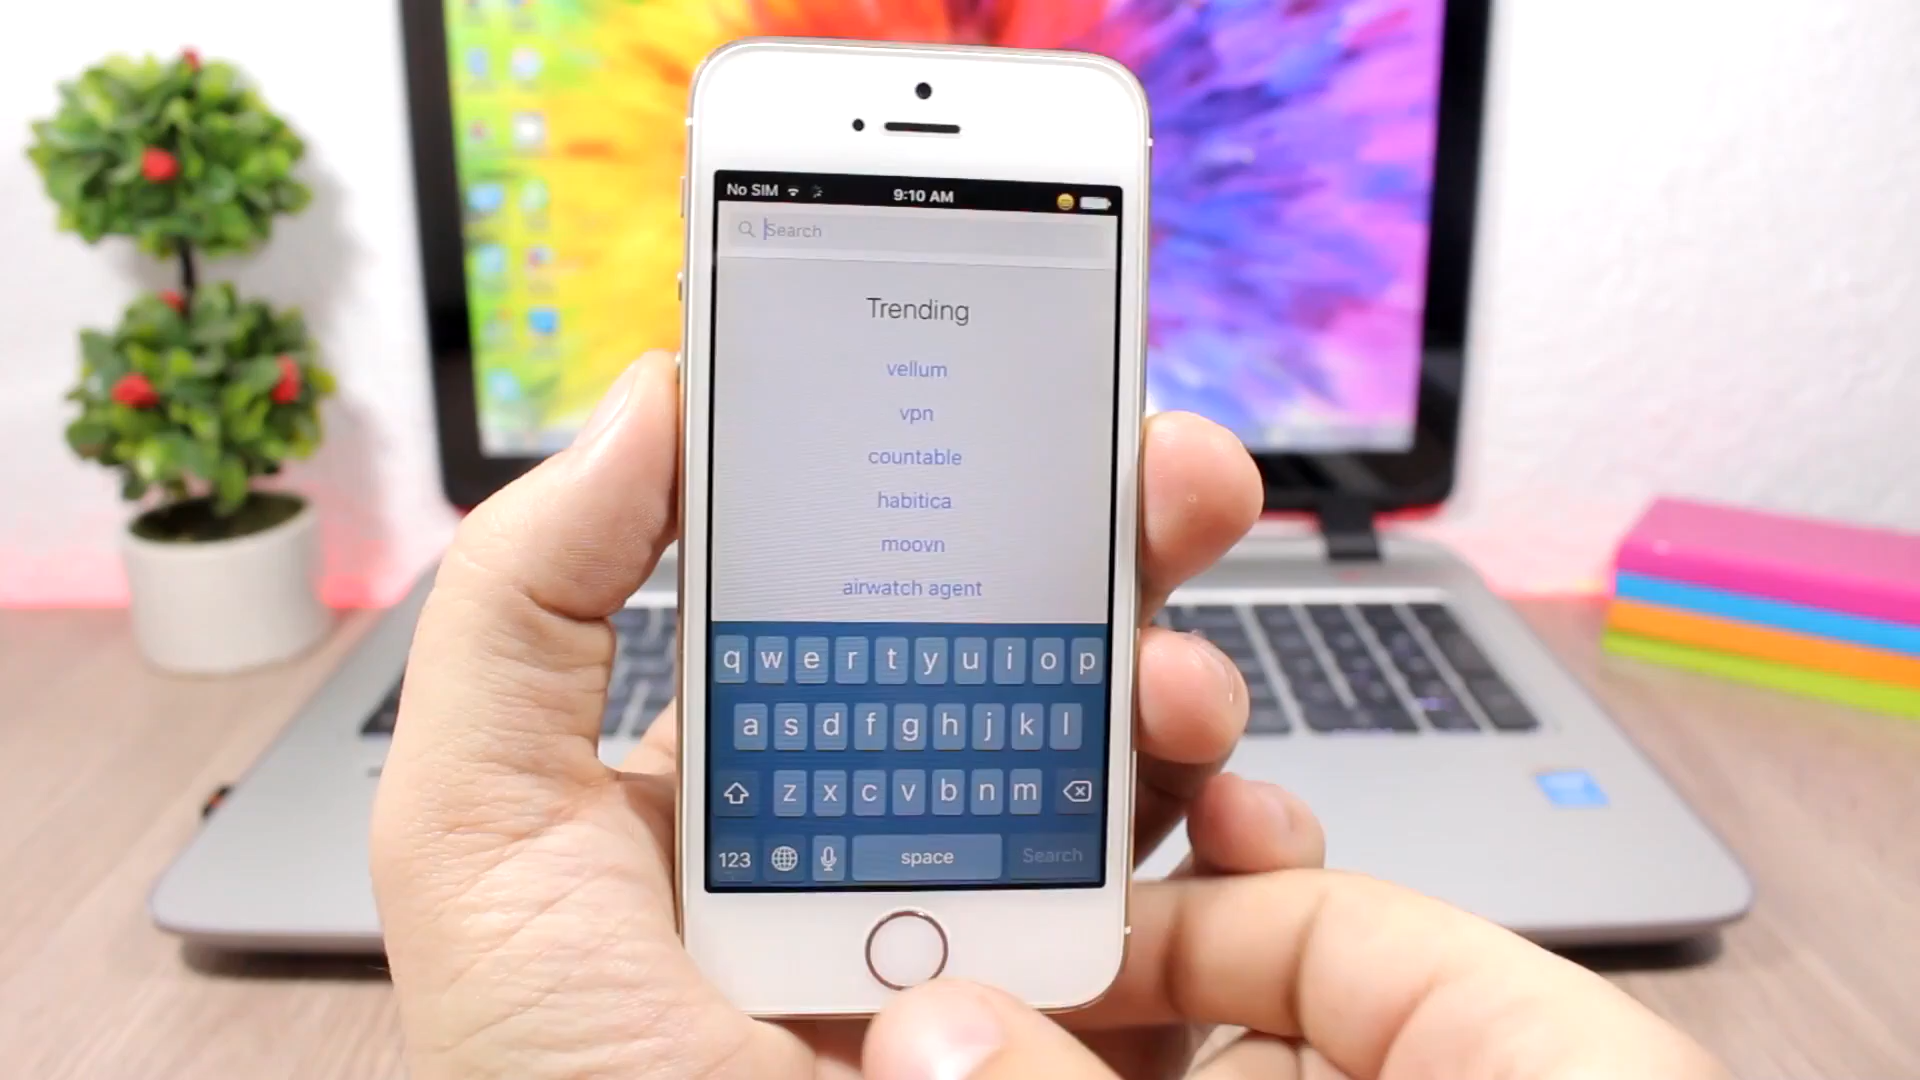 No SIM 9:10 AM
Search
Trending
vellum
vpn
countable
habitica
moovn
airwatch agent
q w e r t y u i o p
a s d f g h j k l
z x c v b n m
123 space Search